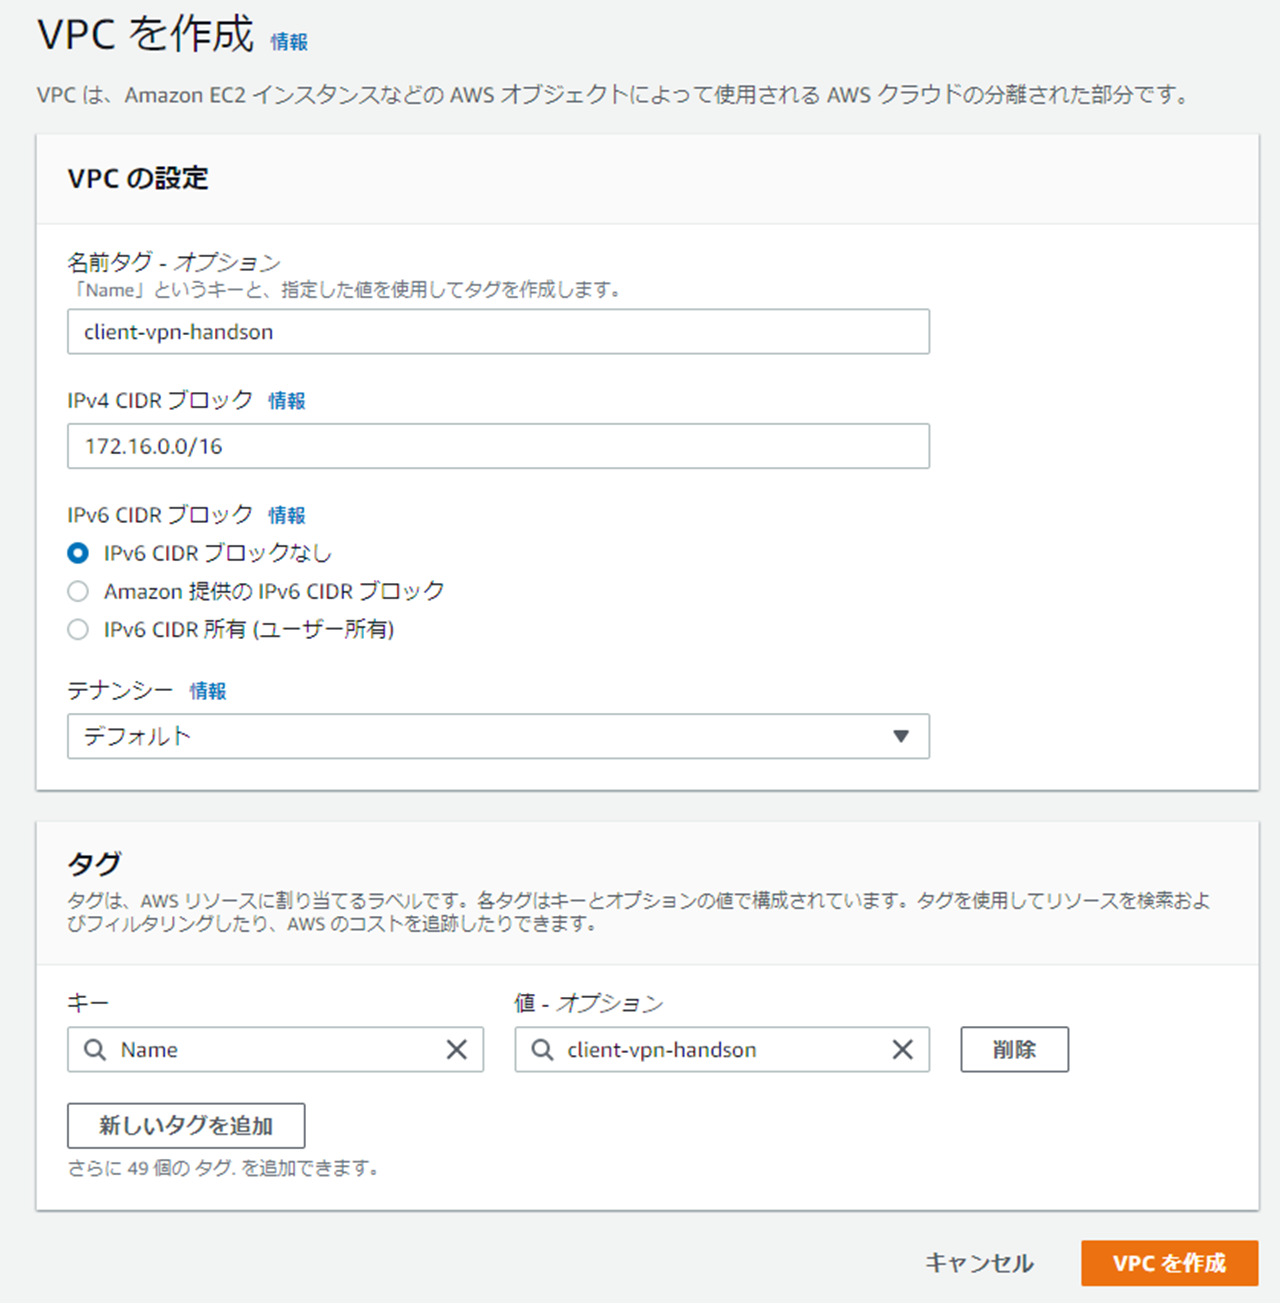 VPC を作成 情報
VPC は、Amazon EC2 インスタンスなどの AWS オブジェクトによって使用される AWS クラウドの分離された部分です。
VPC の設定
名前タグ - オプション
「Name」というキーと、指定した値を使用してタグを作成します。
client-vpn-handson
IPv4 CIDR ブロック 情報
172.16.0.0/16
IPv6 CIDR ブロック 情報
IPv6 CIDR ブロックなし
Amazon 提供の IPv6 CIDR ブロック
IPv6 CIDR 所有 (ユーザー所有)
テナンシー 情報
デフォルト
タグ
タグは、AWS リソースに割り当てるラベルです。各タグはキーとオプションの値で構成されています。タグを使用してリソースを検索およ
びフィルタリングしたり、AWS のコストを追跡したりできます。
キー 値 - オプション
Name client-vpn-handson 削除
新しいタグを追加
さらに 49 個の タグ. を追加できます。
キャンセル VPC を作成